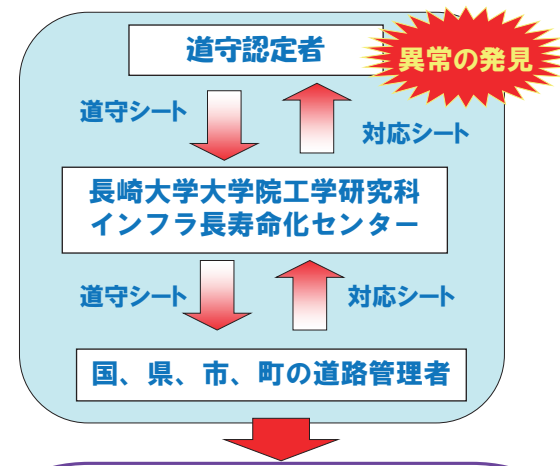 道守認定者
異常の発見
道守シート
対応シート
長崎大学大学院工学研究科
インフラ長寿命化センター
道守シート
対応シート
国、県、市、町の道路管理者